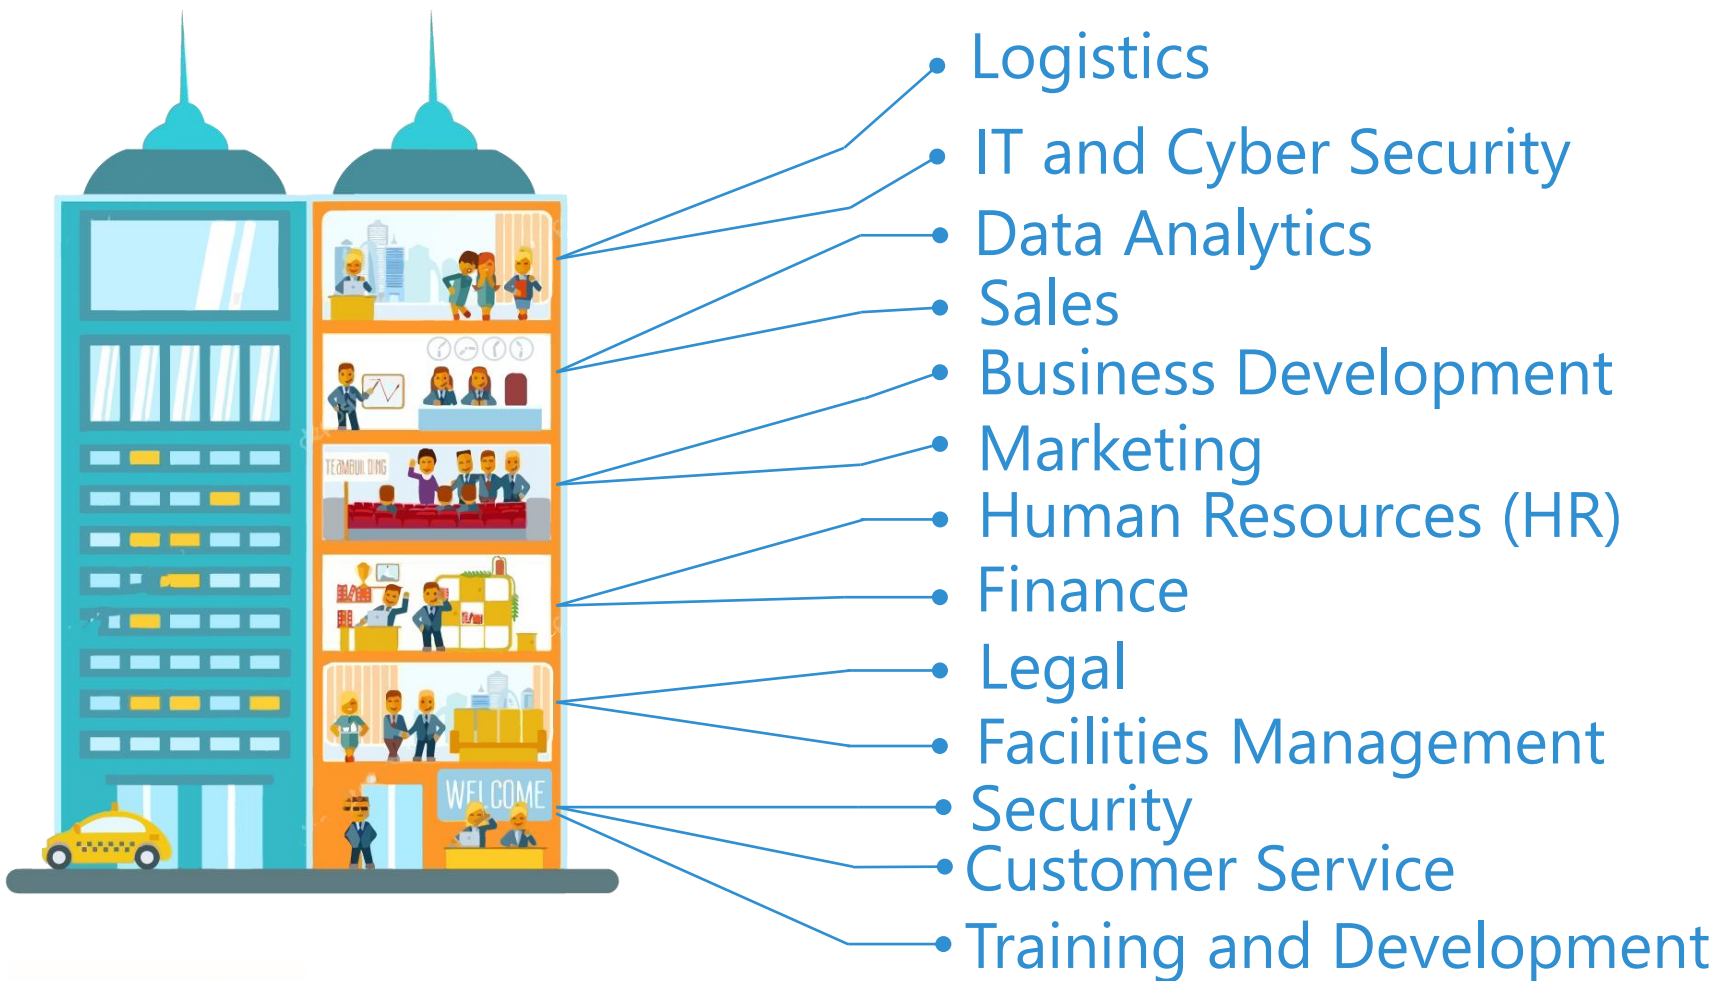 Logistics
IT and Cyber Security
Data Analytics
Sales
Business Development
Marketing
Human Resources (HR)
Finance
Legal
Facilities Management
Security
Customer Service
Training and Development
TEAMBUILDING
WELCOME